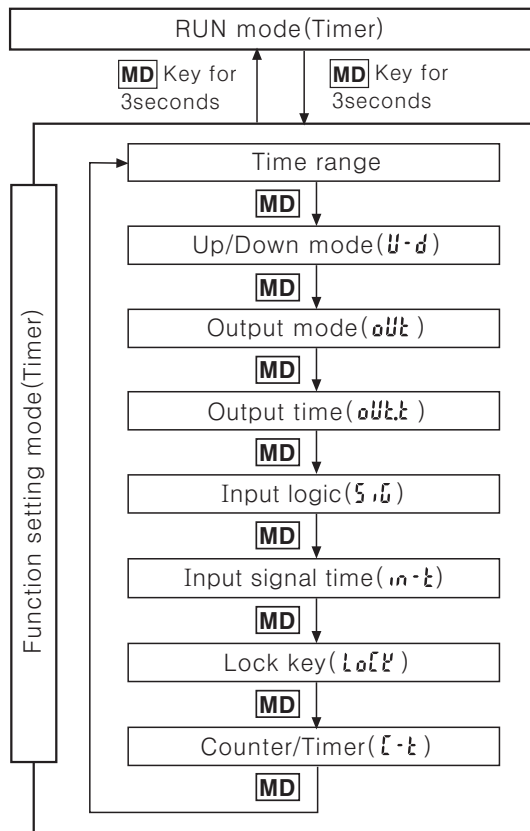 RUN mode(Timer)
MD Key for
3seconds
MD Key for
3seconds
Function setting mode(Timer)
Time range
MD
Up/Down mode(U-d)
MD
Output mode(oUt)
MD
Output time(oUt.t)
MD
Input logic(SiG)
MD
Input signal time(in-t)
MD
Lock key(LoCK)
MD
Counter/Timer(C-t)
MD